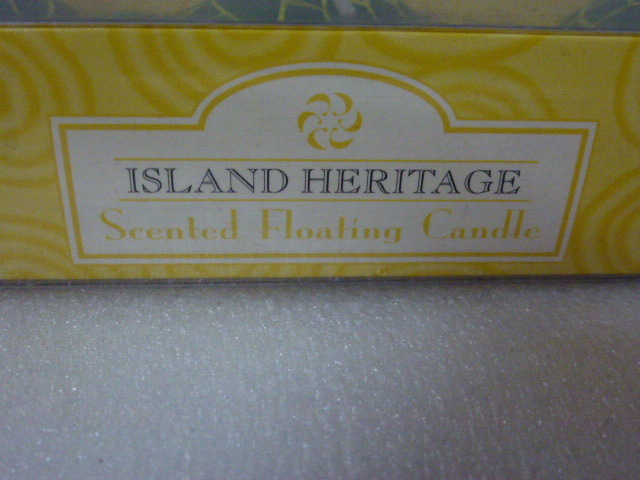 ISLAND HERITAGE
Scented Floating Candle